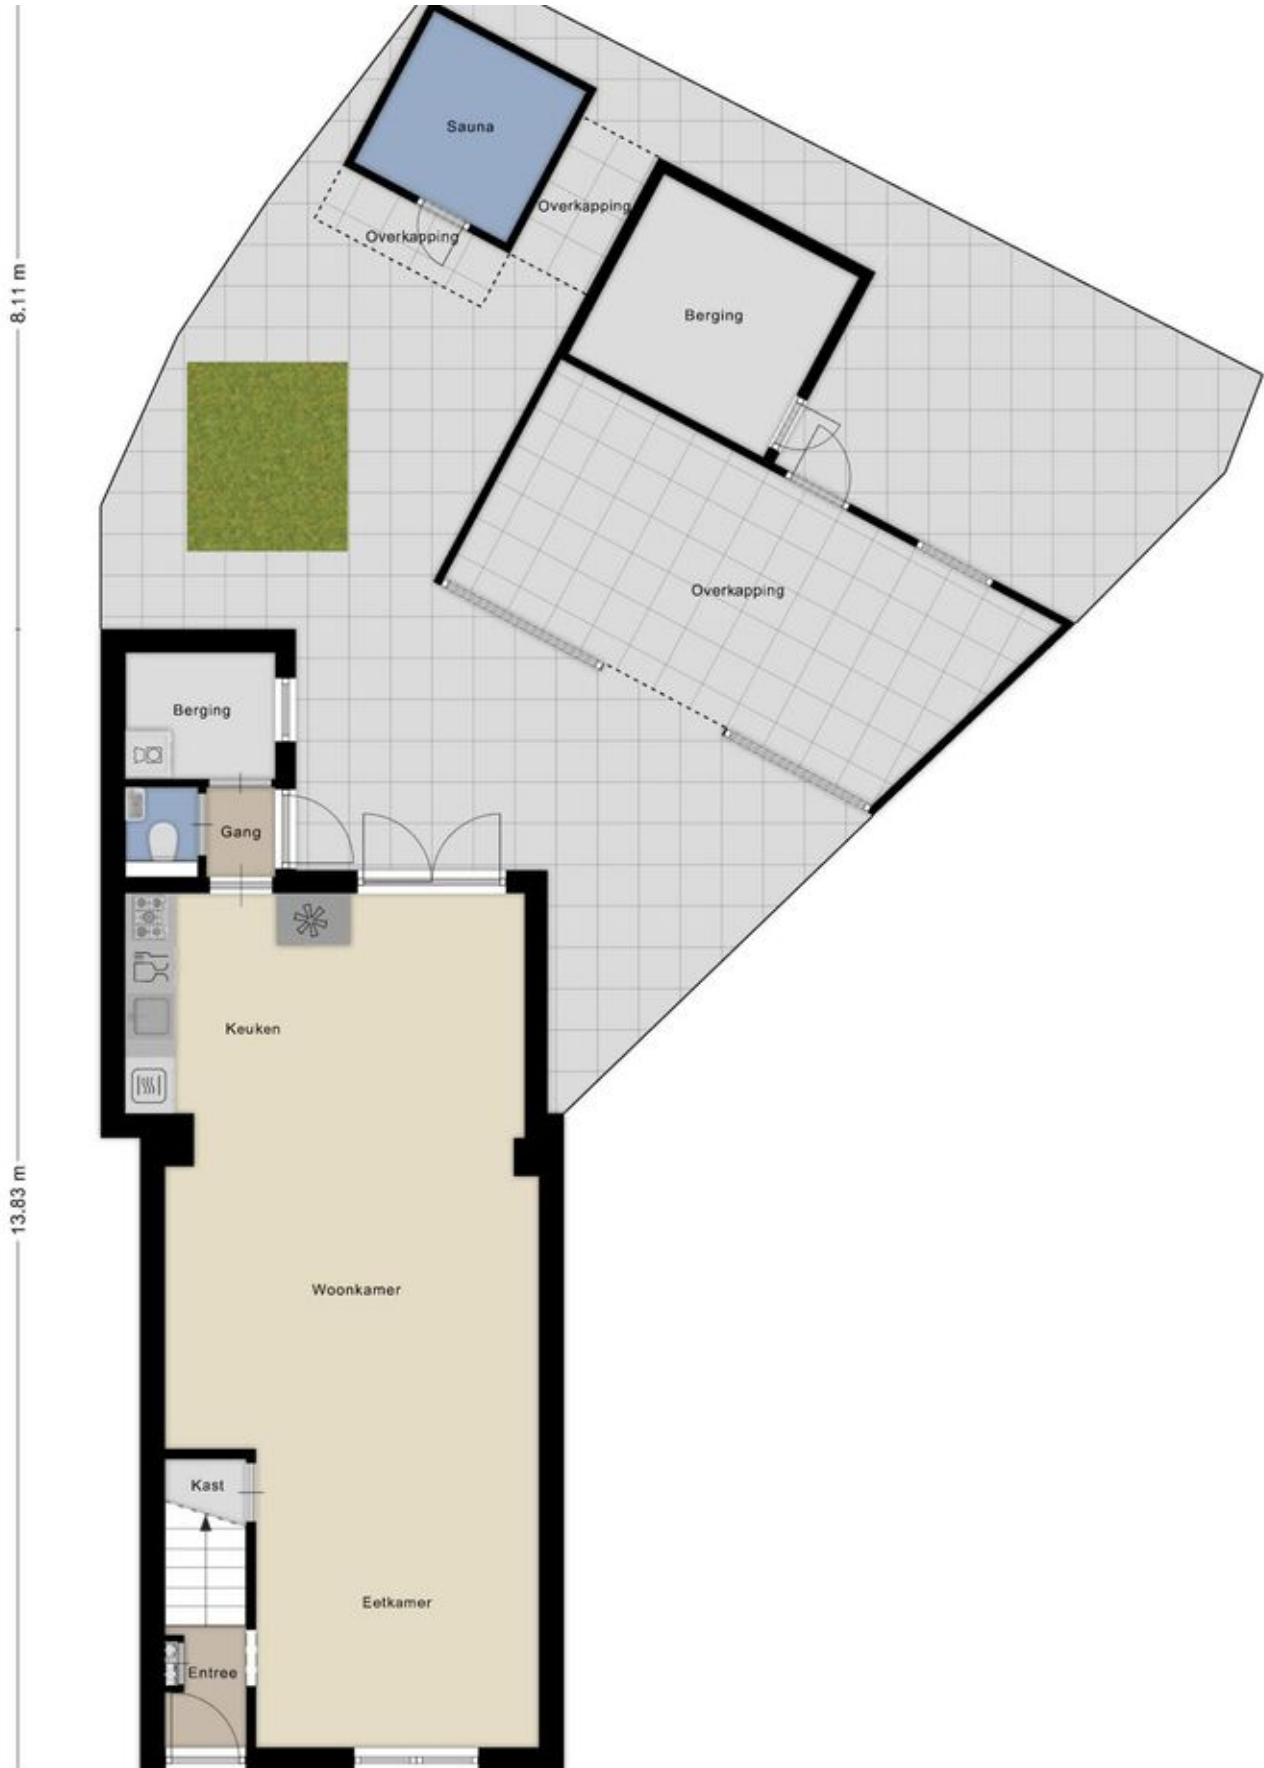 Sauna
Overkapping
Overkapping
8.11 m
Berging
Overkapping
Berging
Gang
Keuken
13.83 m
Woonkamer
Kast
Eetkamer
Entree